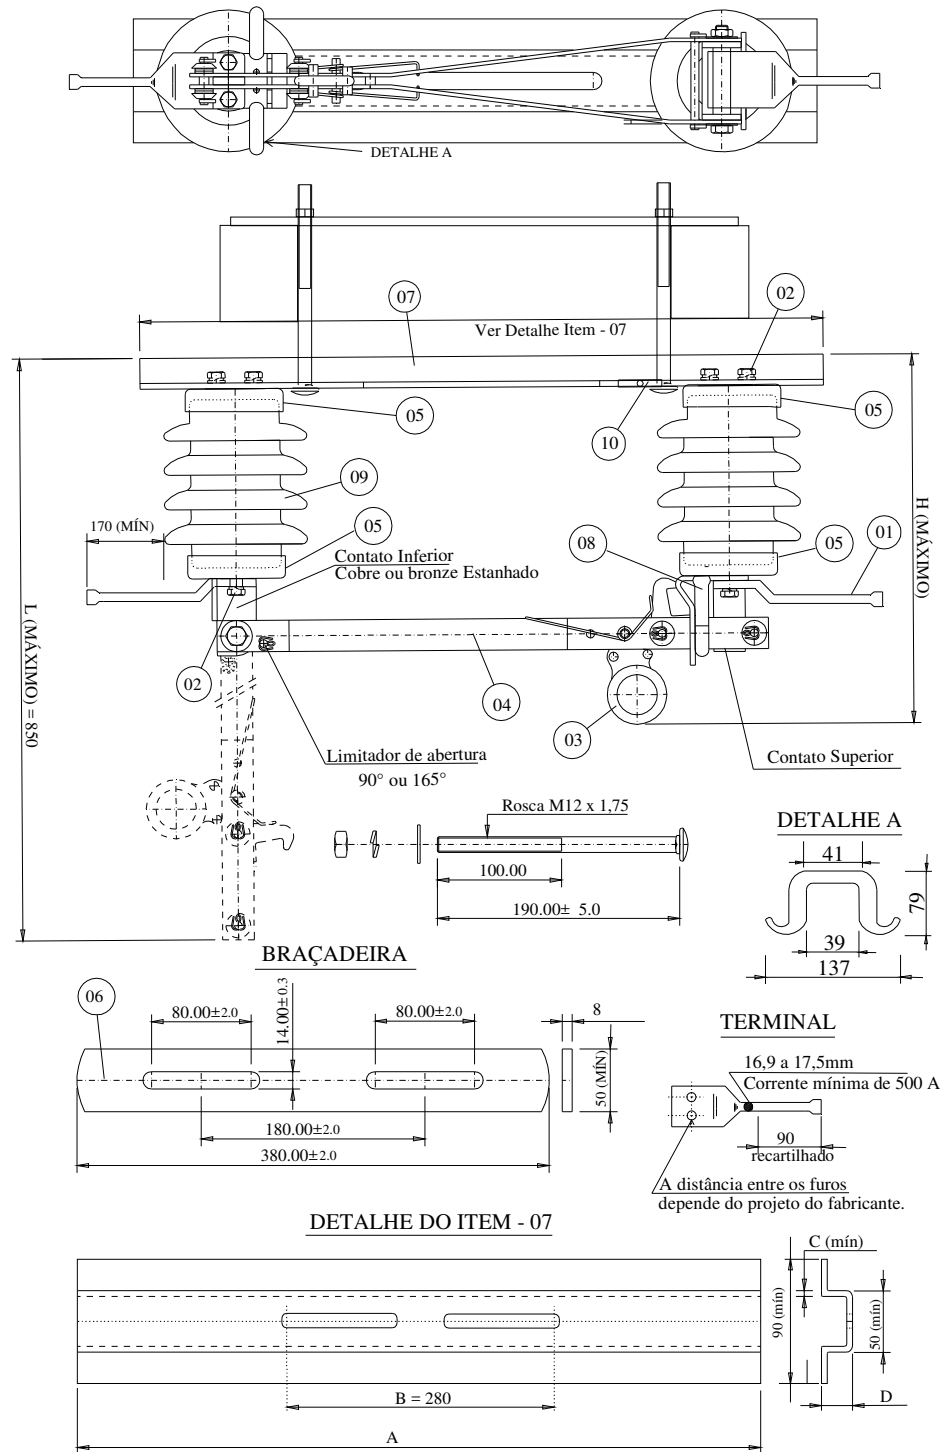 DETALHE A
07
02
Ver Detalhe Item - 07
05
05
10
09
170 (MÍN)
05
08
05
01
Contato Inferior
Cobre ou bronze Estanhado
H (MÁXIMO)
L (MÁXIMO) = 850
02
04
03
Limitador de abertura
90° ou 165°
Contato Superior
Rosca M12 x 1,75
100.00
190.00± 5.0
DETALHE A
41
79
39
137
BRAÇADEIRA
06
80.00±2.0
14.00±0.3
80.00±2.0
8
50 (MÍN)
180.00±2.0
380.00±2.0
TERMINAL
16,9 a 17,5mm
Corrente mínima de 500 A
90
recartilhado
A distância entre os furos
depende do projeto do fabricante.
DETALHE DO ITEM - 07
C (mín)
90 (mín)
50 (mín)
B = 280
D
A